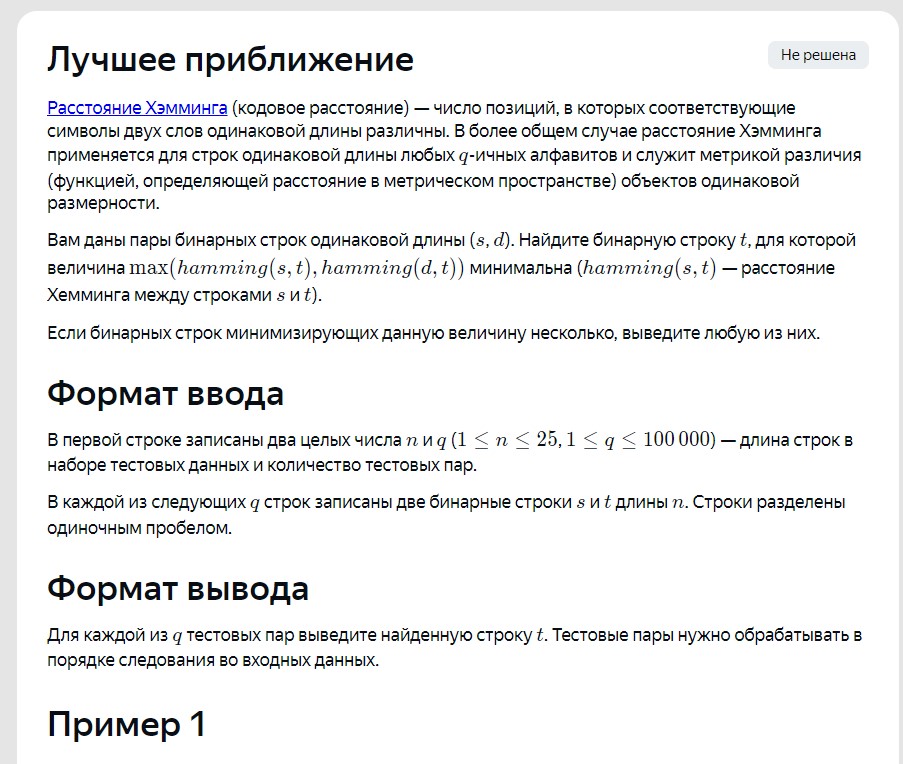 Лучшее приближение
Не решена
Расстояние Хэмминга (кодовое расстояние) — число позиций, в которых соответствующие
символы двух слов одинаковой длины различны. В более общем случае расстояние Хэмминга
применяется для строк одинаковой длины любых q-ичных алфавитов и служит метрикой различия
(функцией, определяющей расстояние в метрическом пространстве) объектов одинаковой
размерности.
Вам даны пары бинарных строк одинаковой длины (s, d). Найдите бинарную строку t, для которой
величина max(hamming(s, t), hamming(d, t)) минимальна (hamming(s, t) — расстояние
Хемминга между строками s и t).
Если бинарных строк минимизирующих данную величину несколько, выведите любую из них.
Формат ввода
В первой строке записаны два целых числа n и q (1 ≤ n ≤ 25, 1 ≤ q ≤ 100 000) — длина строк в
наборе тестовых данных и количество тестовых пар.
В каждой из следующих q строк записаны две бинарные строки s и t длины n. Строки разделены
одиночным пробелом.
Формат вывода
Для каждой из q тестовых пар выведите найденную строку t. Тестовые пары нужно обрабатывать в
порядке следования во входных данных.
Пример 1